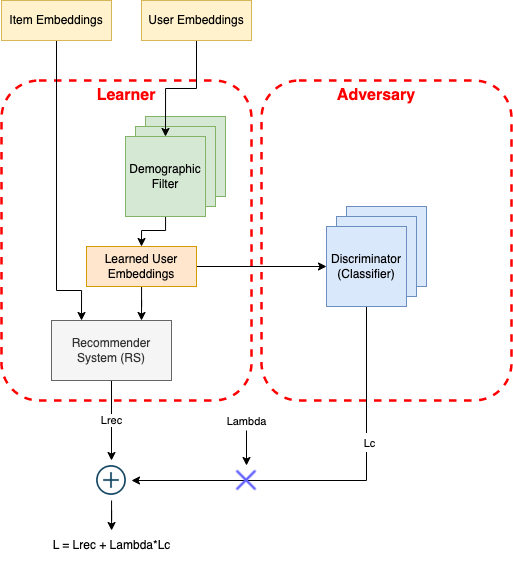 Item Embeddings
User Embeddings
Learner
Adversary
Demographic
Filter
Learned User
Embeddings
Discriminator
(Classifier)
Recommender
System (RS)
Lrec
Lambda
Lc
L = Lrec + Lambda*Lc